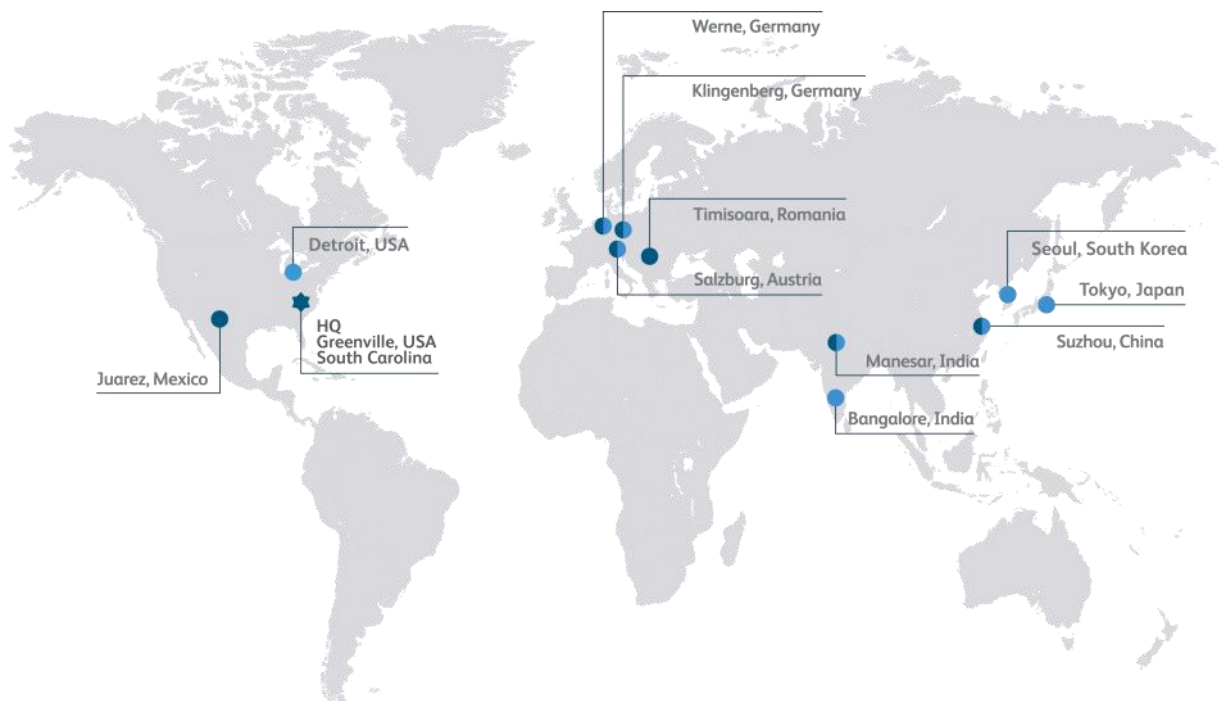 Werne, Germany
Klingenberg, Germany
Timisoara, Romania
Detroit, USA
Seoul, South Korea
Salzburg, Austria
Tokyo, Japan
HQ
Greenville, USA
South Carolina
Suzhou, China
Manesar, India
Juarez, Mexico
Bangalore, India